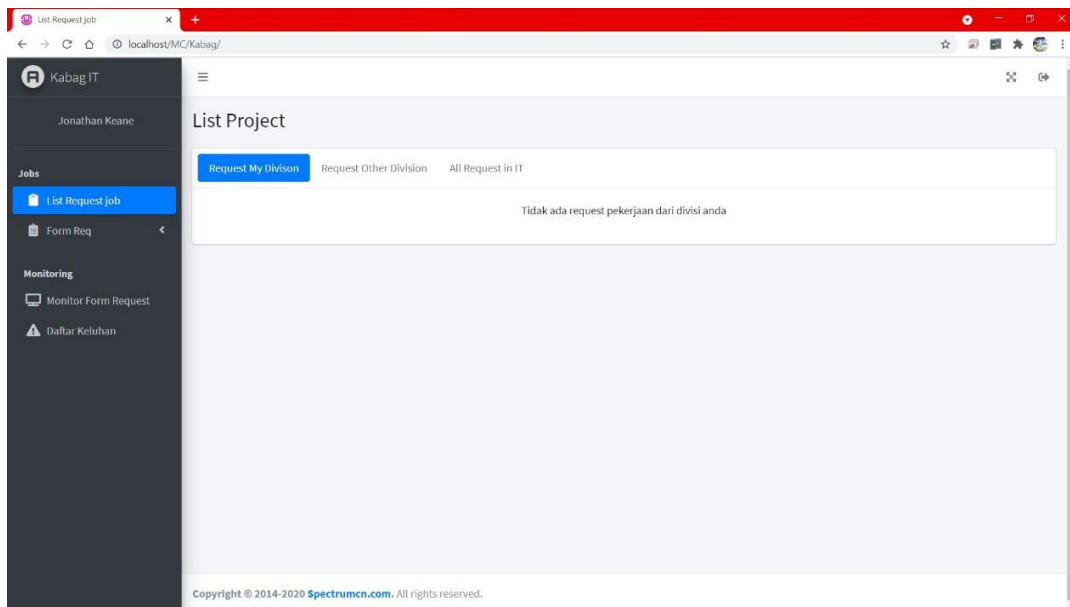 List Request job
localhost/MC/Kabag/
Kabag IT
Jonathan Keane
Jobs
List Request job
Form Req
Monitoring
Monitor Form Request
Daftar Keluhan
List Project
Request My Divison Request Other Division All Request in IT
Tidak ada request pekerjaan dari divisi anda
Copyright © 2014-2020 Spectrumcn.com. All rights reserved.